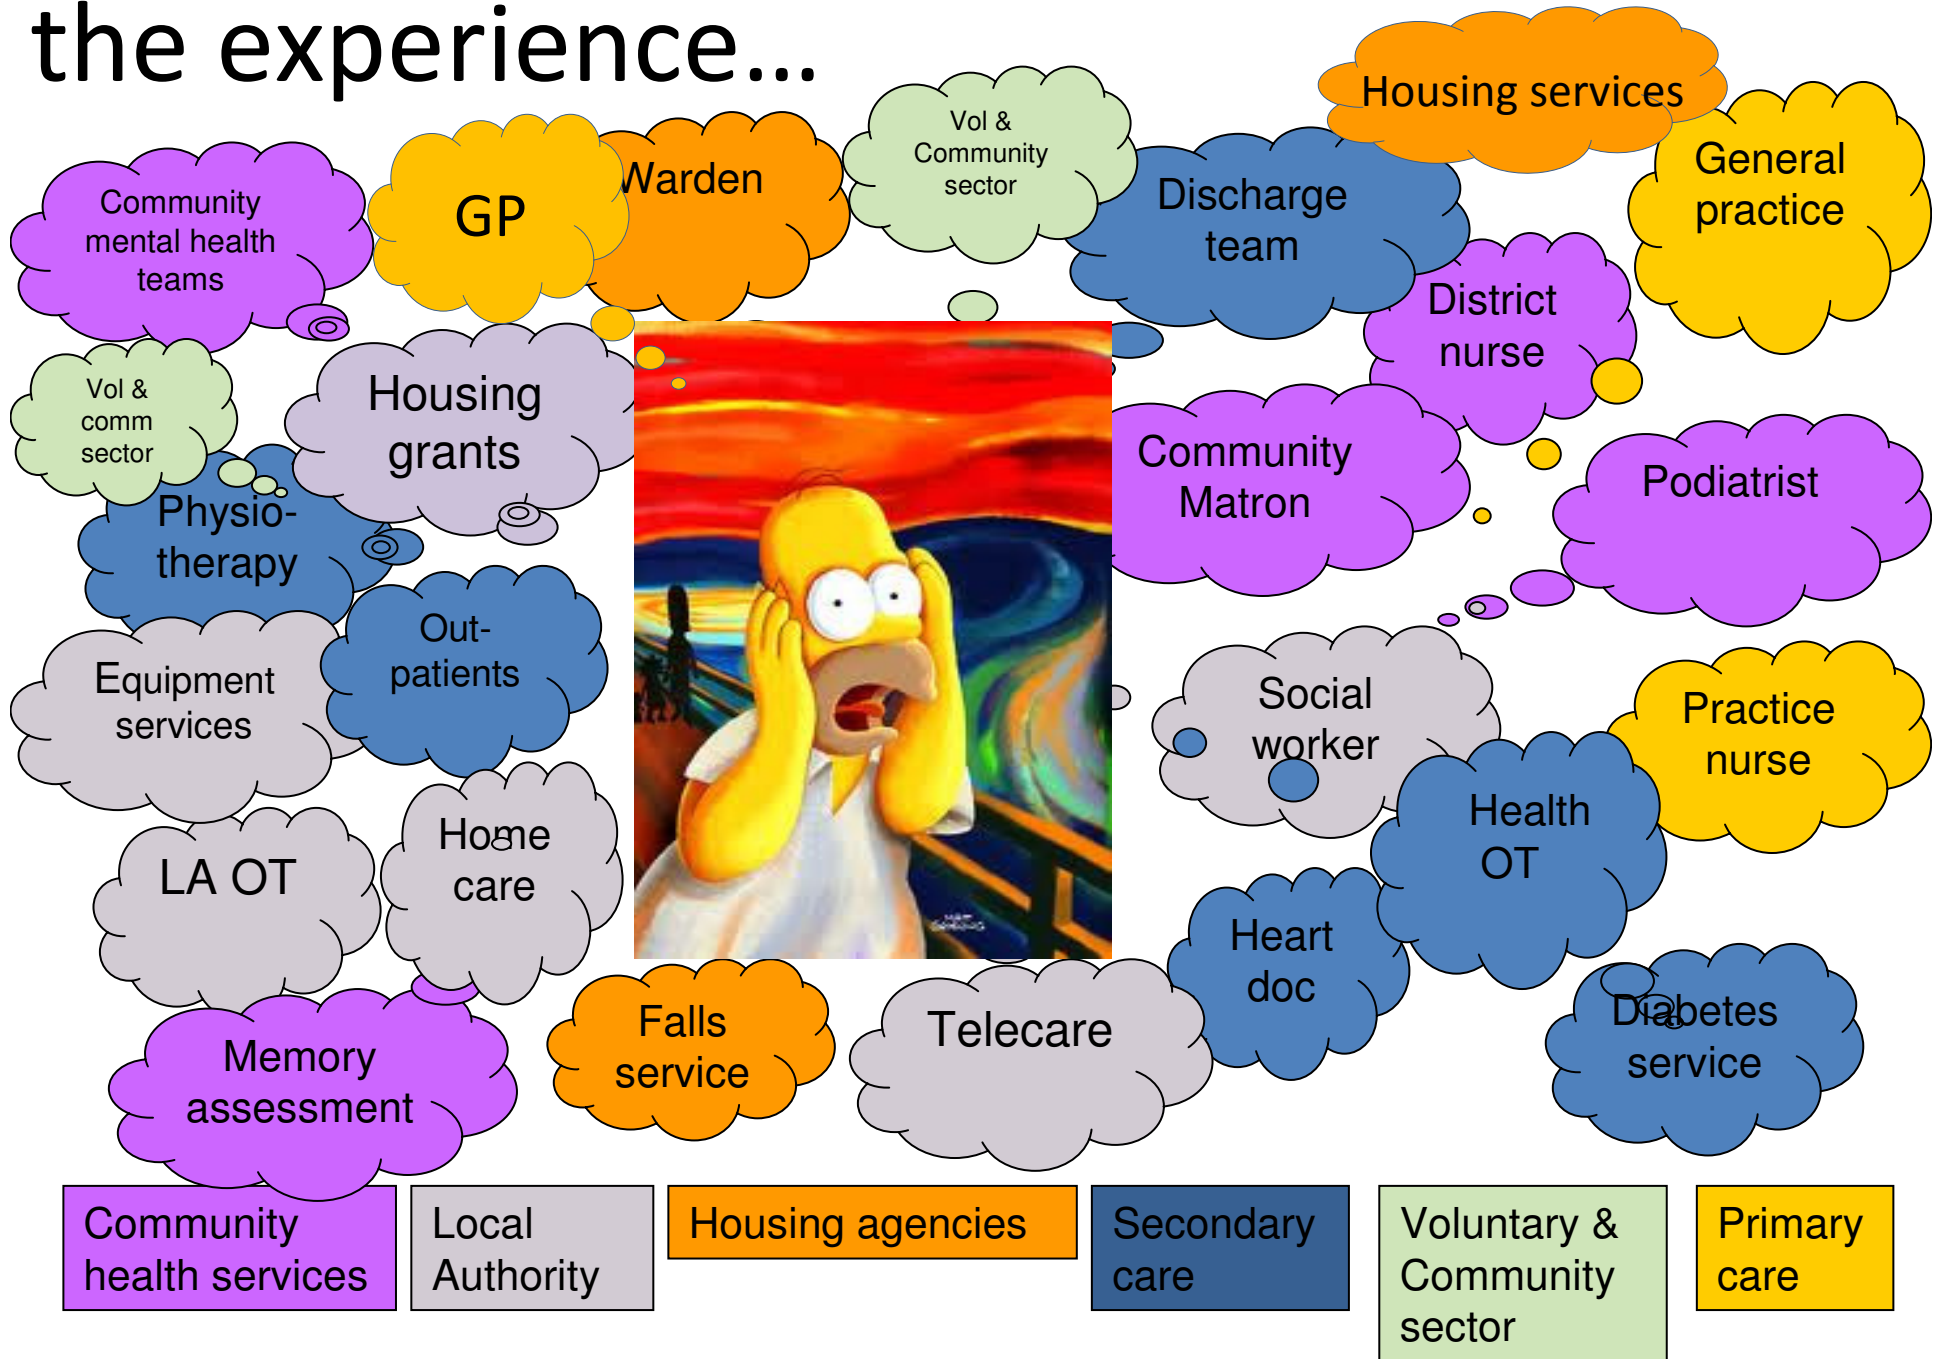 the experience...
Housing services
Vol &
Community
sector
General
practice
Warden
GP
Discharge
team
Community
mental health
teams
District
nurse
Vol &
comm
sector
Housing
grants
Community
Matron
Podiatrist
Physio-
therapy
Out-
patients
Equipment
services
Social
worker
Practice
nurse
Health
OT
Home
care
LA OT
Heart
doc
Diabetes
service
Falls
service
Telecare
Memory
assessment
Community
health services
Local
Authority
Housing agencies
Secondary
care
Voluntary &
Community
sector
Primary
care